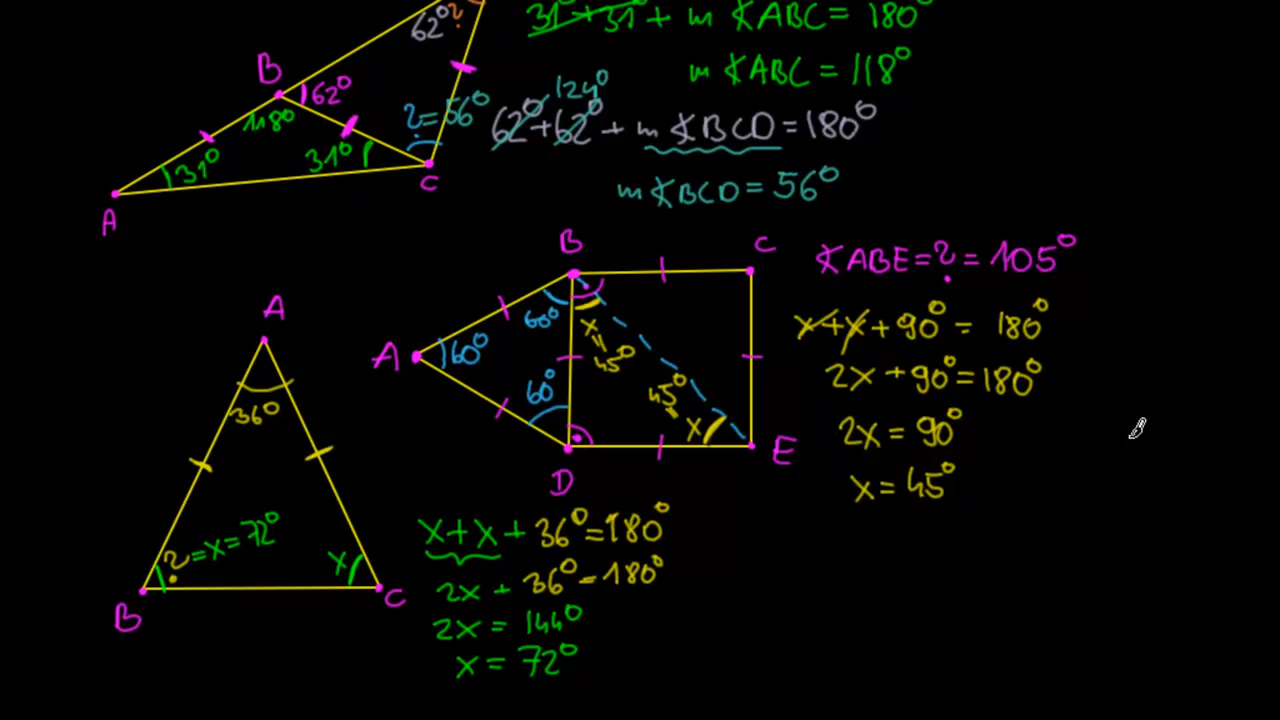 31°+31° + m∢ABC = 180°
m∢ABC = 118°
62° ?
B
62°
118°
?=56°
31°
31°
A
C
124°
62°+62° + m∢BCD = 180°
m∢BCD = 56°
A
36°
?=x=72°
x
B
C
B
C
A
60°
60°
60°
x
45°
45°
x
D
E
∢ABE = ? = 105°
x+x+90° = 180°
2x+90°=180°
2x = 90°
x = 45°
x+x+36°=180°
2x+36°=180°
2x = 144°
x = 72°